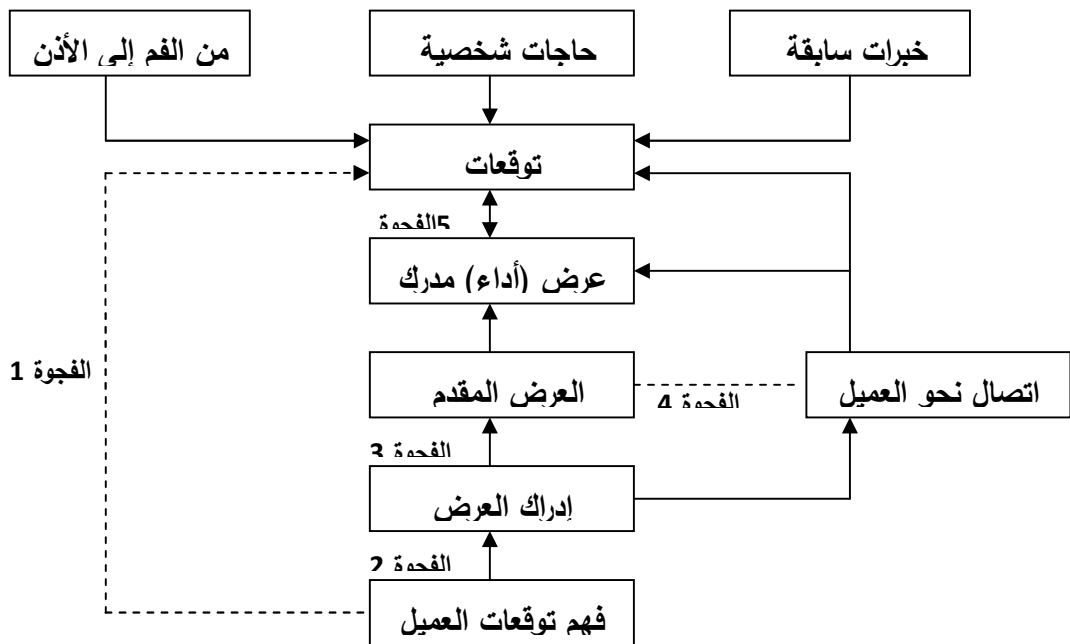 خبرات سابقة
حاجات شخصية
من الفم إلى الأذن
توقعات
الفجوة 5
عرض (أداء) مدرك
الفجوة 1
العرض المقدم
الفجوة 4
اتصال نحو العميل
الفجوة 3
إدراك العرض
الفجوة 2
فهم توقعات العميل